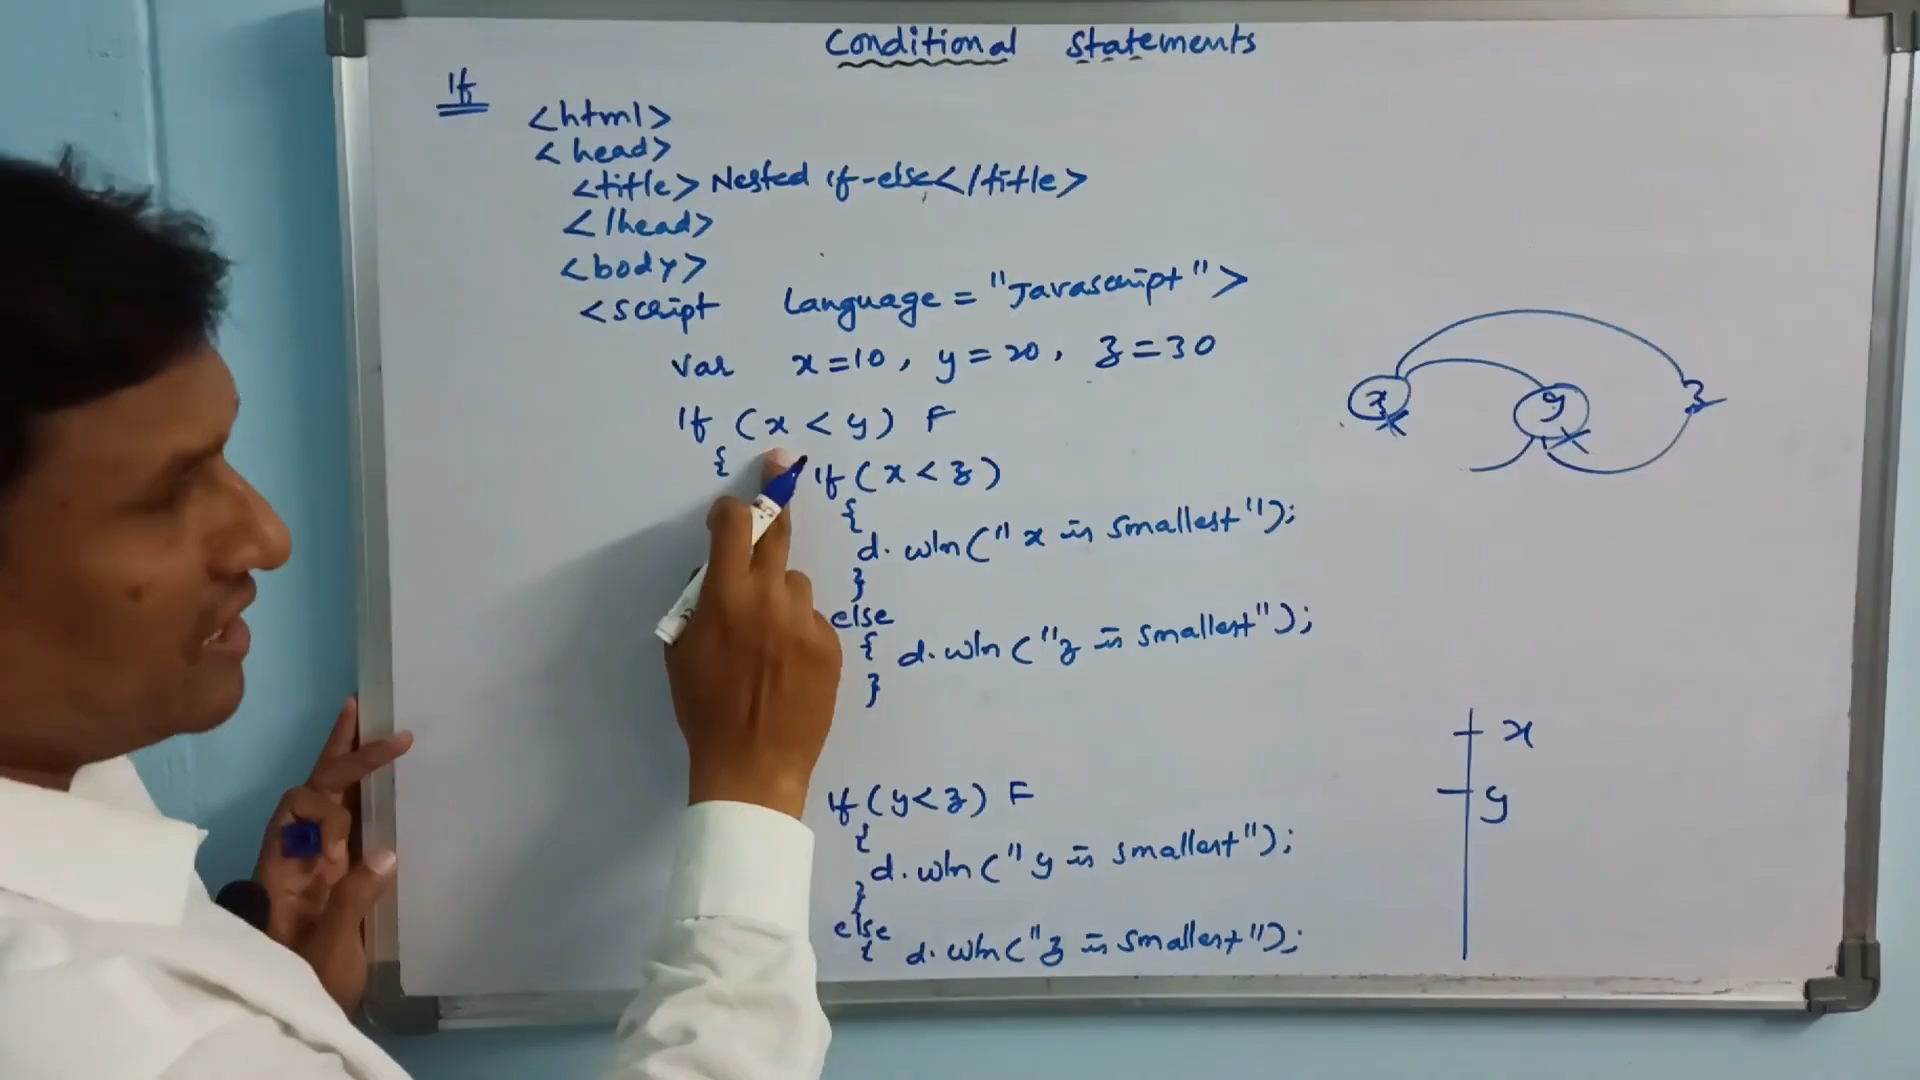 Conditional Statements
If
<html>
<head>
<title> Nested if-else</title>
</head>
<body>
<script language = "Javascript">
var x=10, y=20, z=30
If (x < y) F
{ if (x < z)
{
d. wln (" x is smallest");
}
else
{ d. wln ("z is smallest");
}
if (y < z) F
{
d. wln (" y is smallest");
}
else
{ d. wln ("z is smallest");
x y z
x
y